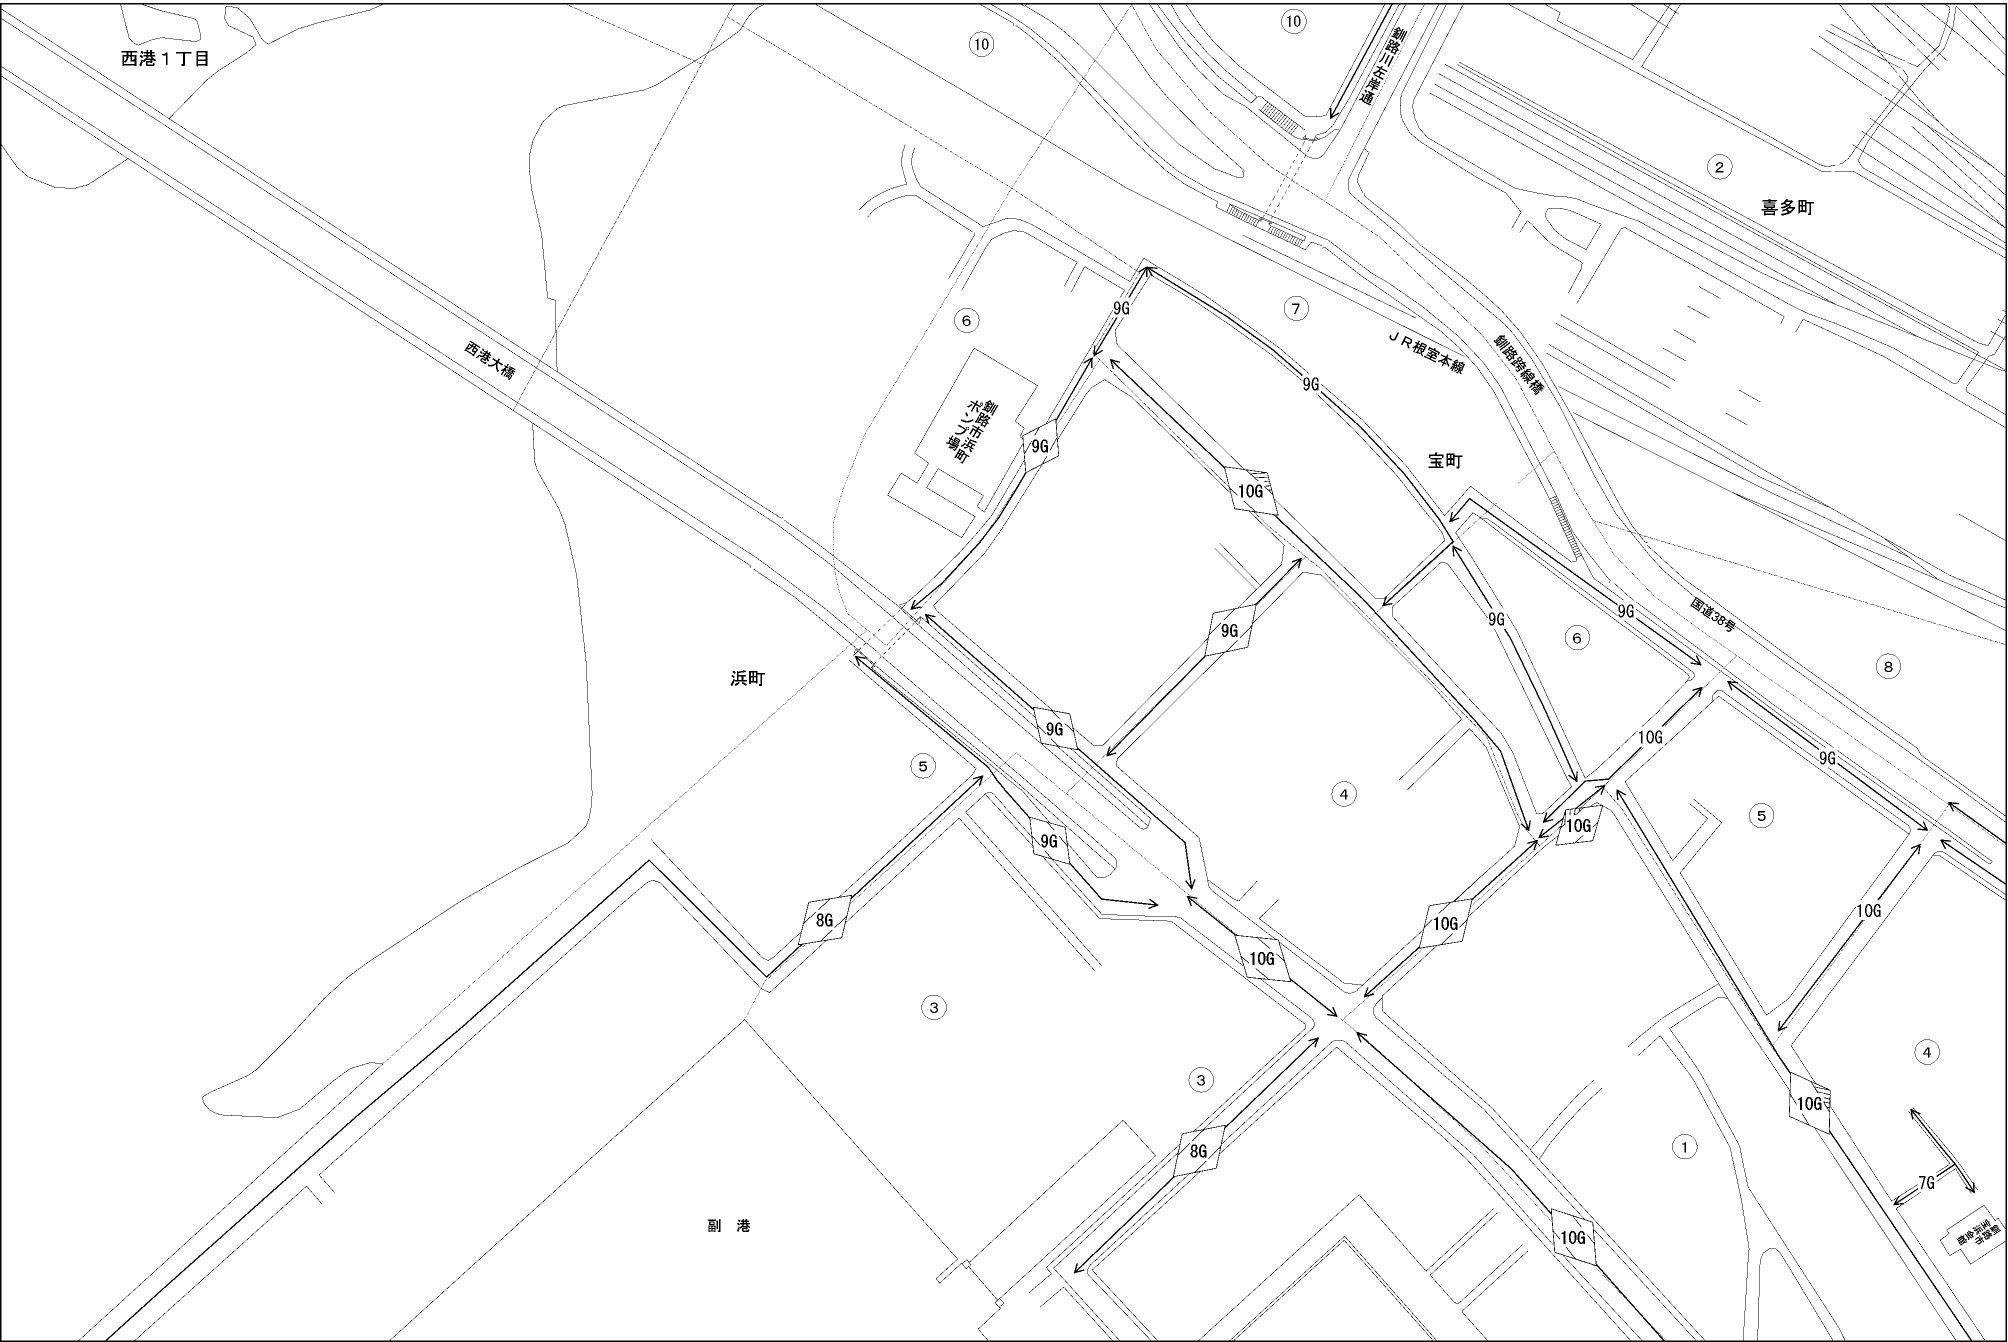 ⑩
⑩
西港１丁目
釧路川左岸通
②
喜多町
9G
⑦
⑥
西港大橋
ＪＲ根室本線
釧路跨線橋
9G
釧路市浜町
ポンプ場
9G
宝町
10G
9G
国道38号
9G
9G
⑥
⑧
浜町
9G
10G
9G
⑤
④
⑤
10G
9G
8G
10G
10G
10G
③
④
③
10G
①
8G
7G
副　港
10G